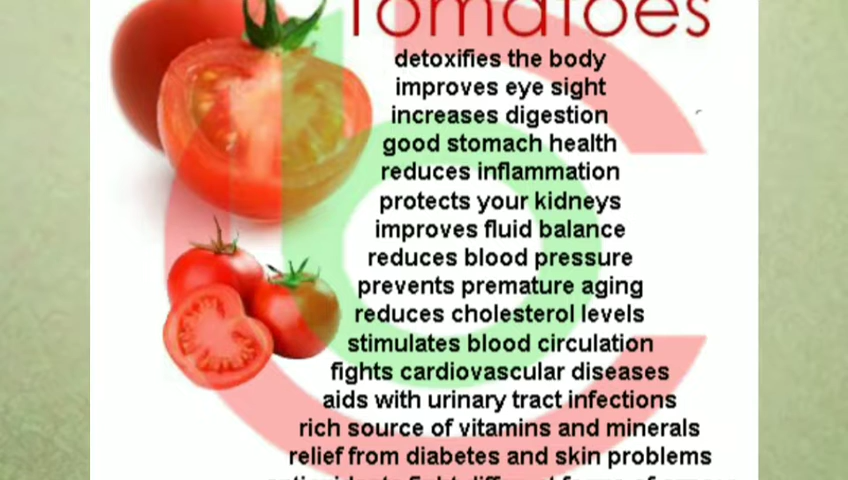 Tomatoes
detoxifies the body
improves eye sight
increases digestion
good stomach health
reduces inflammation
protects your kidneys
improves fluid balance
reduces blood pressure
prevents premature aging
reduces cholesterol levels
stimulates blood circulation
fights cardiovascular diseases
aids with urinary tract infections
rich source of vitamins and minerals
relief from diabetes and skin problems